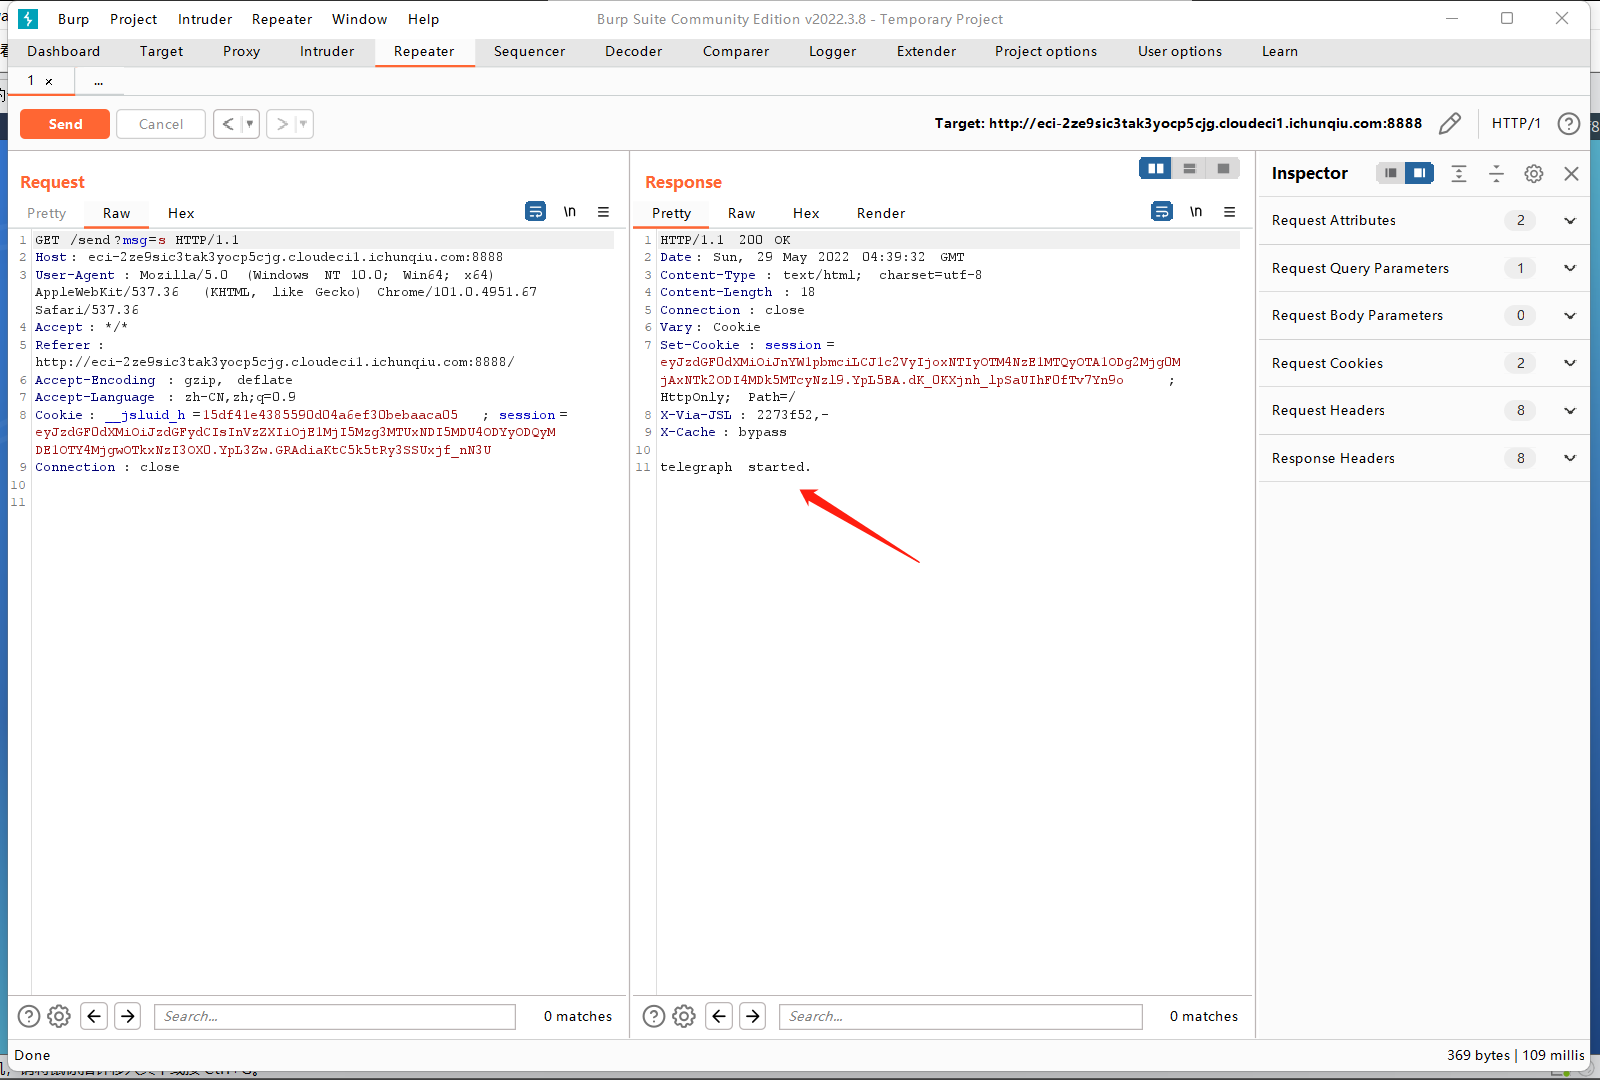 Burp Project Intruder Repeater Window Help Burp Suite Community Edition v2022.3.8 - Temporary Project
Dashboard Target Proxy Intruder Repeater Sequencer Decoder Comparer Logger Extender Project options User options Learn
1 × ...
Send Cancel < > Target: http://eci-2ze9sic3tak3yocp5cjg.cloudeci1.ichunqiu.com:8888 HTTP/1 ?
Request
Pretty Raw Hex \n
1 GET /send?msg=s HTTP/1.1
2 Host: eci-2ze9sic3tak3yocp5cjg.cloudeci1.ichunqiu.com:8888
3 User-Agent: Mozilla/5.0 (Windows NT 10.0; Win64; x64)
AppleWebKit/537.36 (KHTML, like Gecko) Chrome/101.0.4951.67
Safari/537.36
4 Accept: */*
5 Referer:
http://eci-2ze9sic3tak3yocp5cjg.cloudeci1.ichunqiu.com:8888/
6 Accept-Encoding: gzip, deflate
7 Accept-Language: zh-CN,zh;q=0.9
8 Cookie: __jsluid_h=15df41e4385590d04a6ef30bebaaca05; session=
eyJzdGF0dXMiOiJzdGFydCIsInVzZXIiOjE1MjI5Mzg3MTUxNDI5MDU4ODYyODQyM
DE1OTY4MjgwOTkxNzI3OX0.YpL3Zw.GRAdiaKtC5k5tRy3SSUxjf_nN3U
9 Connection: close
10
11
Response
Pretty Raw Hex Render \n
1 HTTP/1.1 200 OK
2 Date: Sun, 29 May 2022 04:39:32 GMT
3 Content-Type: text/html; charset=utf-8
4 Content-Length: 18
5 Connection: close
6 Vary: Cookie
7 Set-Cookie: session=
eyJzdGF0dXMiOiJnYW1pbmciLCJ1c2VyIjoxNTIyOTM4NzE1MTQyOTA1ODg2Mjg0M
jAxNTk2ODI4MDk5MTcyNzl9.YpL5BA.dK_0KXjnh_lpSaUIhF0fTv7Yn9o;
HttpOnly; Path=/
8 X-Via-JSL: 2273f52,-
9 X-Cache: bypass
10
11 telegraph started.
Inspector
Request Attributes 2
Request Query Parameters 1
Request Body Parameters 0
Request Cookies 2
Request Headers 8
Response Headers 8
? Search... 0 matches
? Search... 0 matches
Done 369 bytes | 109 millis